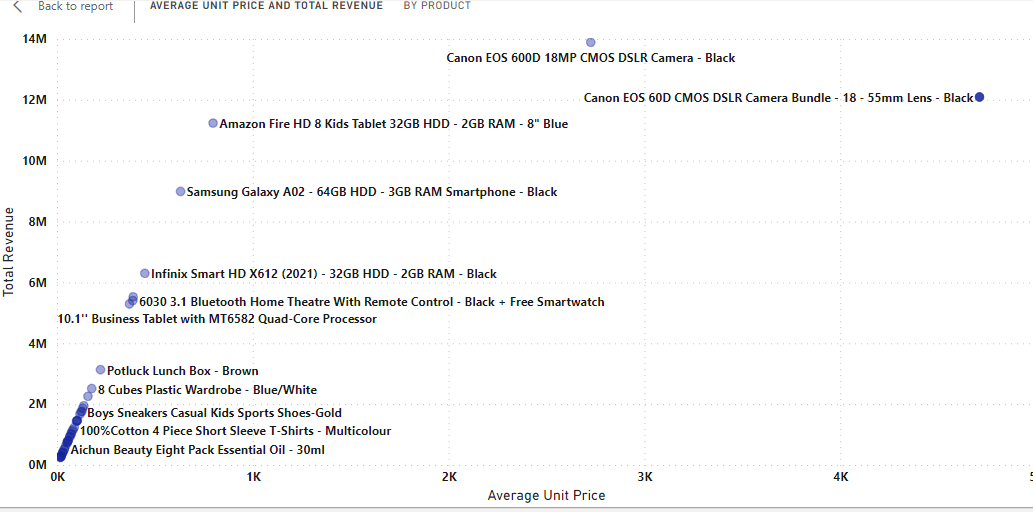 Back to report
AVERAGE UNIT PRICE AND TOTAL REVENUE BY PRODUCT
14M
Canon EOS 600D 18MP CMOS DSLR Camera - Black
12M
Canon EOS 60D CMOS DSLR Camera Bundle - 18 - 55mm Lens - Black
Amazon Fire HD 8 Kids Tablet 32GB HDD - 2GB RAM - 8" Blue
10M
Samsung Galaxy A02 - 64GB HDD - 3GB RAM Smartphone - Black
8M
Total Revenue
Infinix Smart HD X612 (2021) - 32GB HDD - 2GB RAM - Black
6M
6030 3.1 Bluetooth Home Theatre With Remote Control - Black + Free Smartwatch
10.1'' Business Tablet with MT6582 Quad-Core Processor
4M
Potluck Lunch Box - Brown
8 Cubes Plastic Wardrobe - Blue/White
2M
Boys Sneakers Casual Kids Sports Shoes-Gold
100%Cotton 4 Piece Short Sleeve T-Shirts - Multicolour
Aichun Beauty Eight Pack Essential Oil - 30ml
0M
0K 1K 2K 3K 4K
Average Unit Price